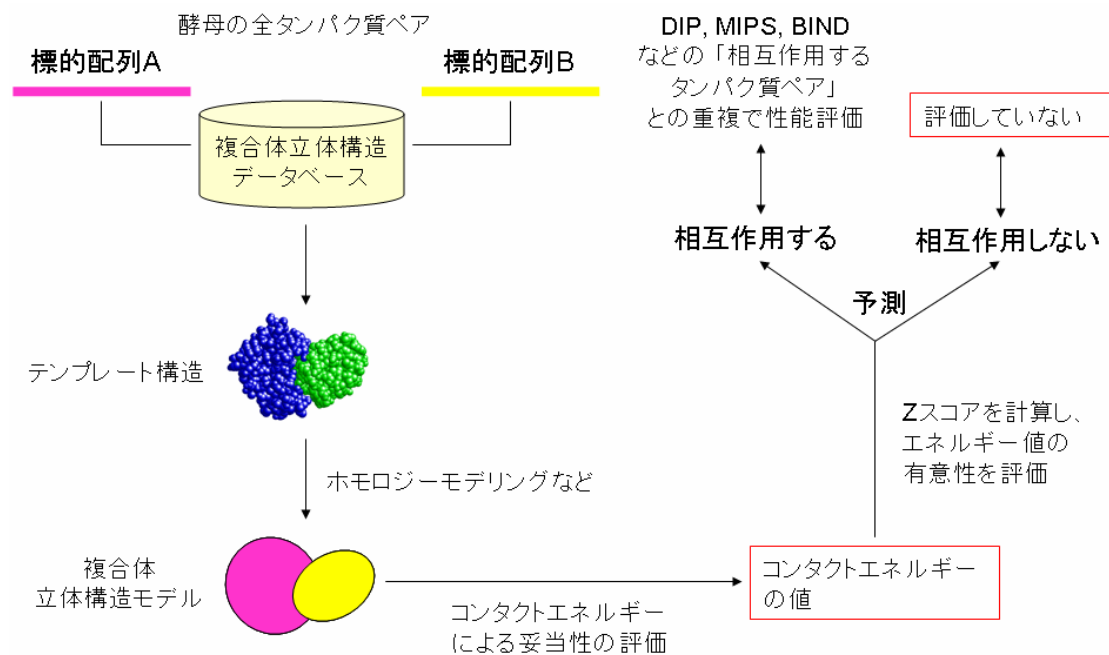 酵母の全タンパク質ペア
標的配列A
標的配列B
複合体立体構造
データベース
テンプレート構造
ホモロジーモデリングなど
複合体
立体構造モデル
コンタクトエネルギー
による妥当性の評価
コンタクトエネルギー
の値
Zスコアを計算し、
エネルギー値の
有意性を評価
予測
相互作用する
相互作用しない
DIP, MIPS, BIND
などの「相互作用する
タンパク質ペア」
との重複で性能評価
評価していない